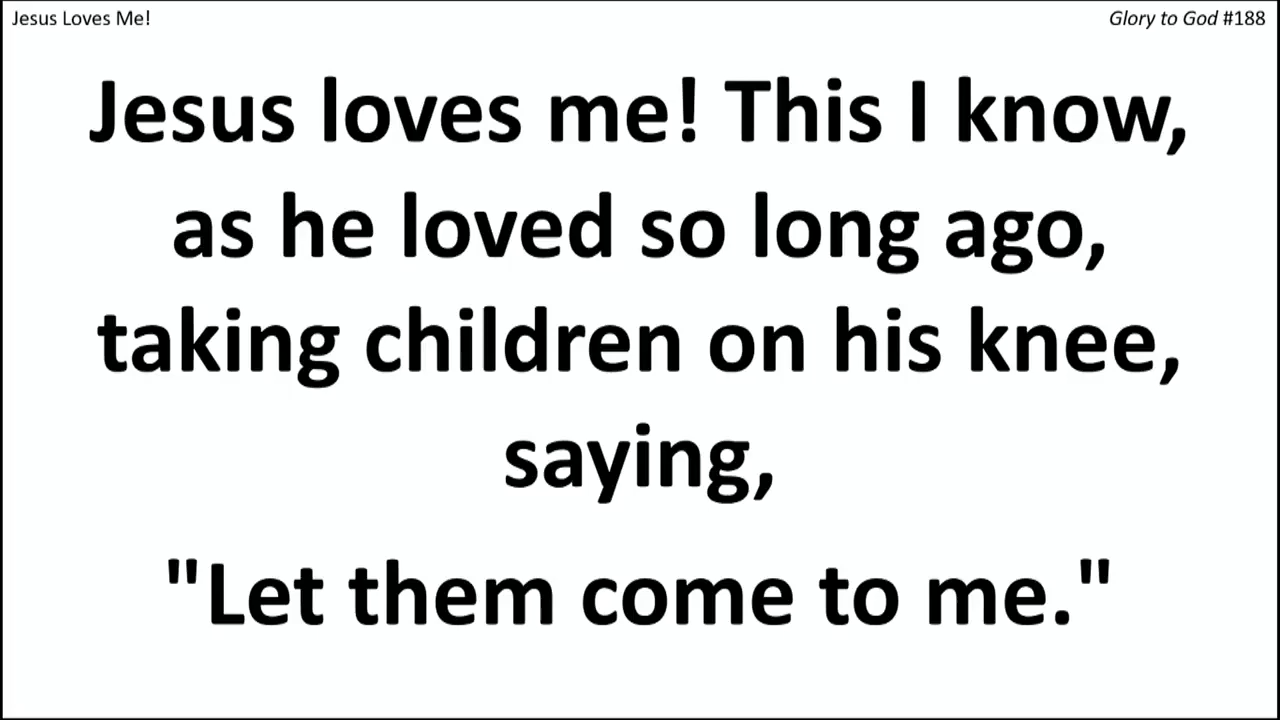 Jesus Loves Me!
Glory to God #188
Jesus loves me! This I know,
as he loved so long ago,
taking children on his knee,
saying,
"Let them come to me."